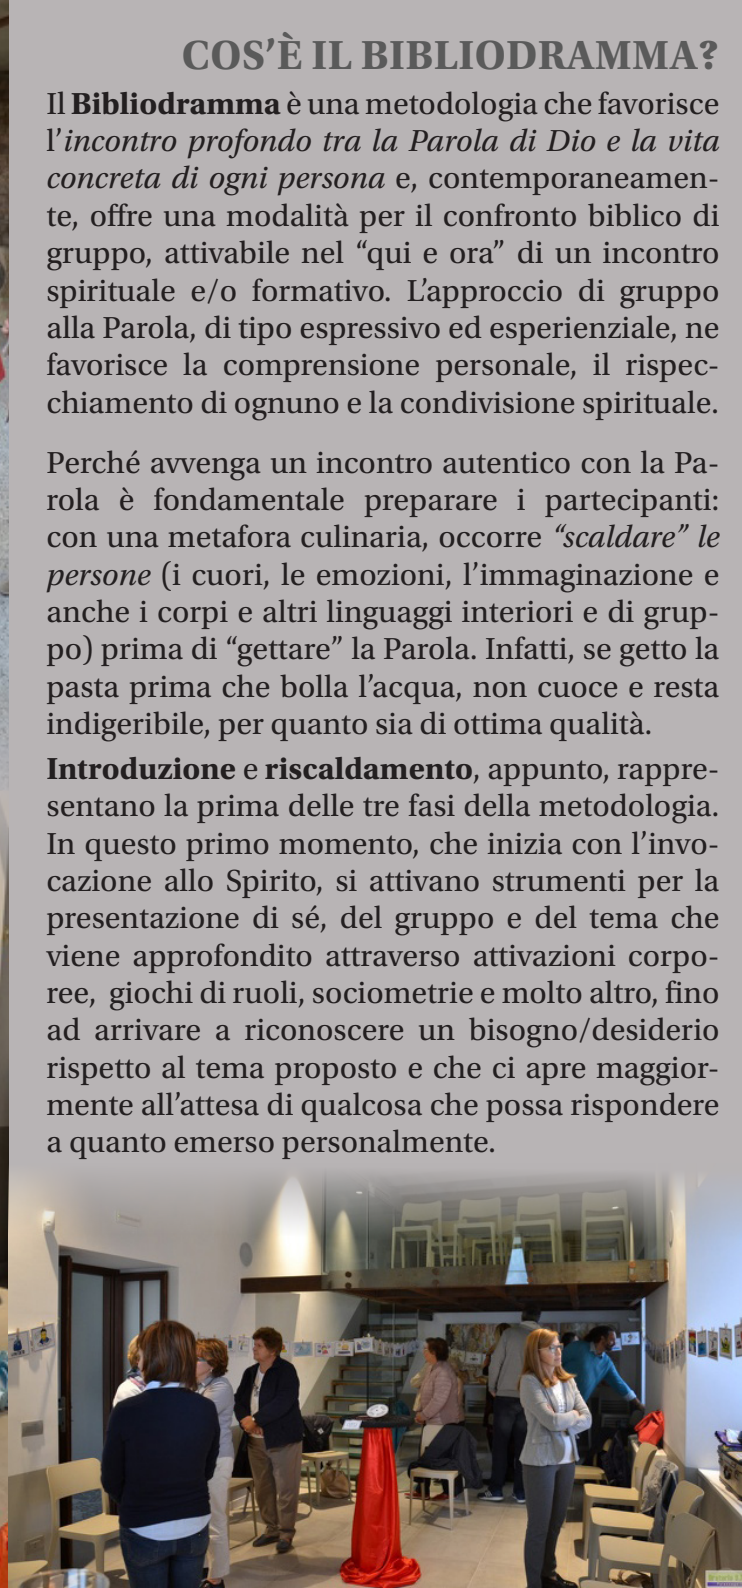 COS’È IL BIBLIODRAMMA?
Il Bibliodramma è una metodologia che favorisce
l’incontro profondo tra la Parola di Dio e la vita
concreta di ogni persona e, contemporaneamen-
te, offre una modalità per il confronto biblico di
gruppo, attivabile nel “qui e ora” di un incontro
spirituale e/o formativo. L’approccio di gruppo
alla Parola, di tipo espressivo ed esperienziale, ne
favorisce la comprensione personale, il rispec-
chiamento di ognuno e la condivisione spirituale.
Perché avvenga un incontro autentico con la Pa-
rola è fondamentale preparare i partecipanti:
con una metafora culinaria, occorre “scaldare” le
persone (i cuori, le emozioni, l’immaginazione e
anche i corpi e altri linguaggi interiori e di grup-
po) prima di “gettare” la Parola. Infatti, se getto la
pasta prima che bolla l’acqua, non cuoce e resta
indigeribile, per quanto sia di ottima qualità.
Introduzione e riscaldamento, appunto, rappre-
sentano la prima delle tre fasi della metodologia.
In questo primo momento, che inizia con l’invo-
cazione allo Spirito, si attivano strumenti per la
presentazione di sé, del gruppo e del tema che
viene approfondito attraverso attivazioni corpo-
ree, giochi di ruoli, sociometrie e molto altro, fino
ad arrivare a riconoscere un bisogno/desiderio
rispetto al tema proposto e che ci apre maggior-
mente all’attesa di qualcosa che possa rispondere
a quanto emerso personalmente.